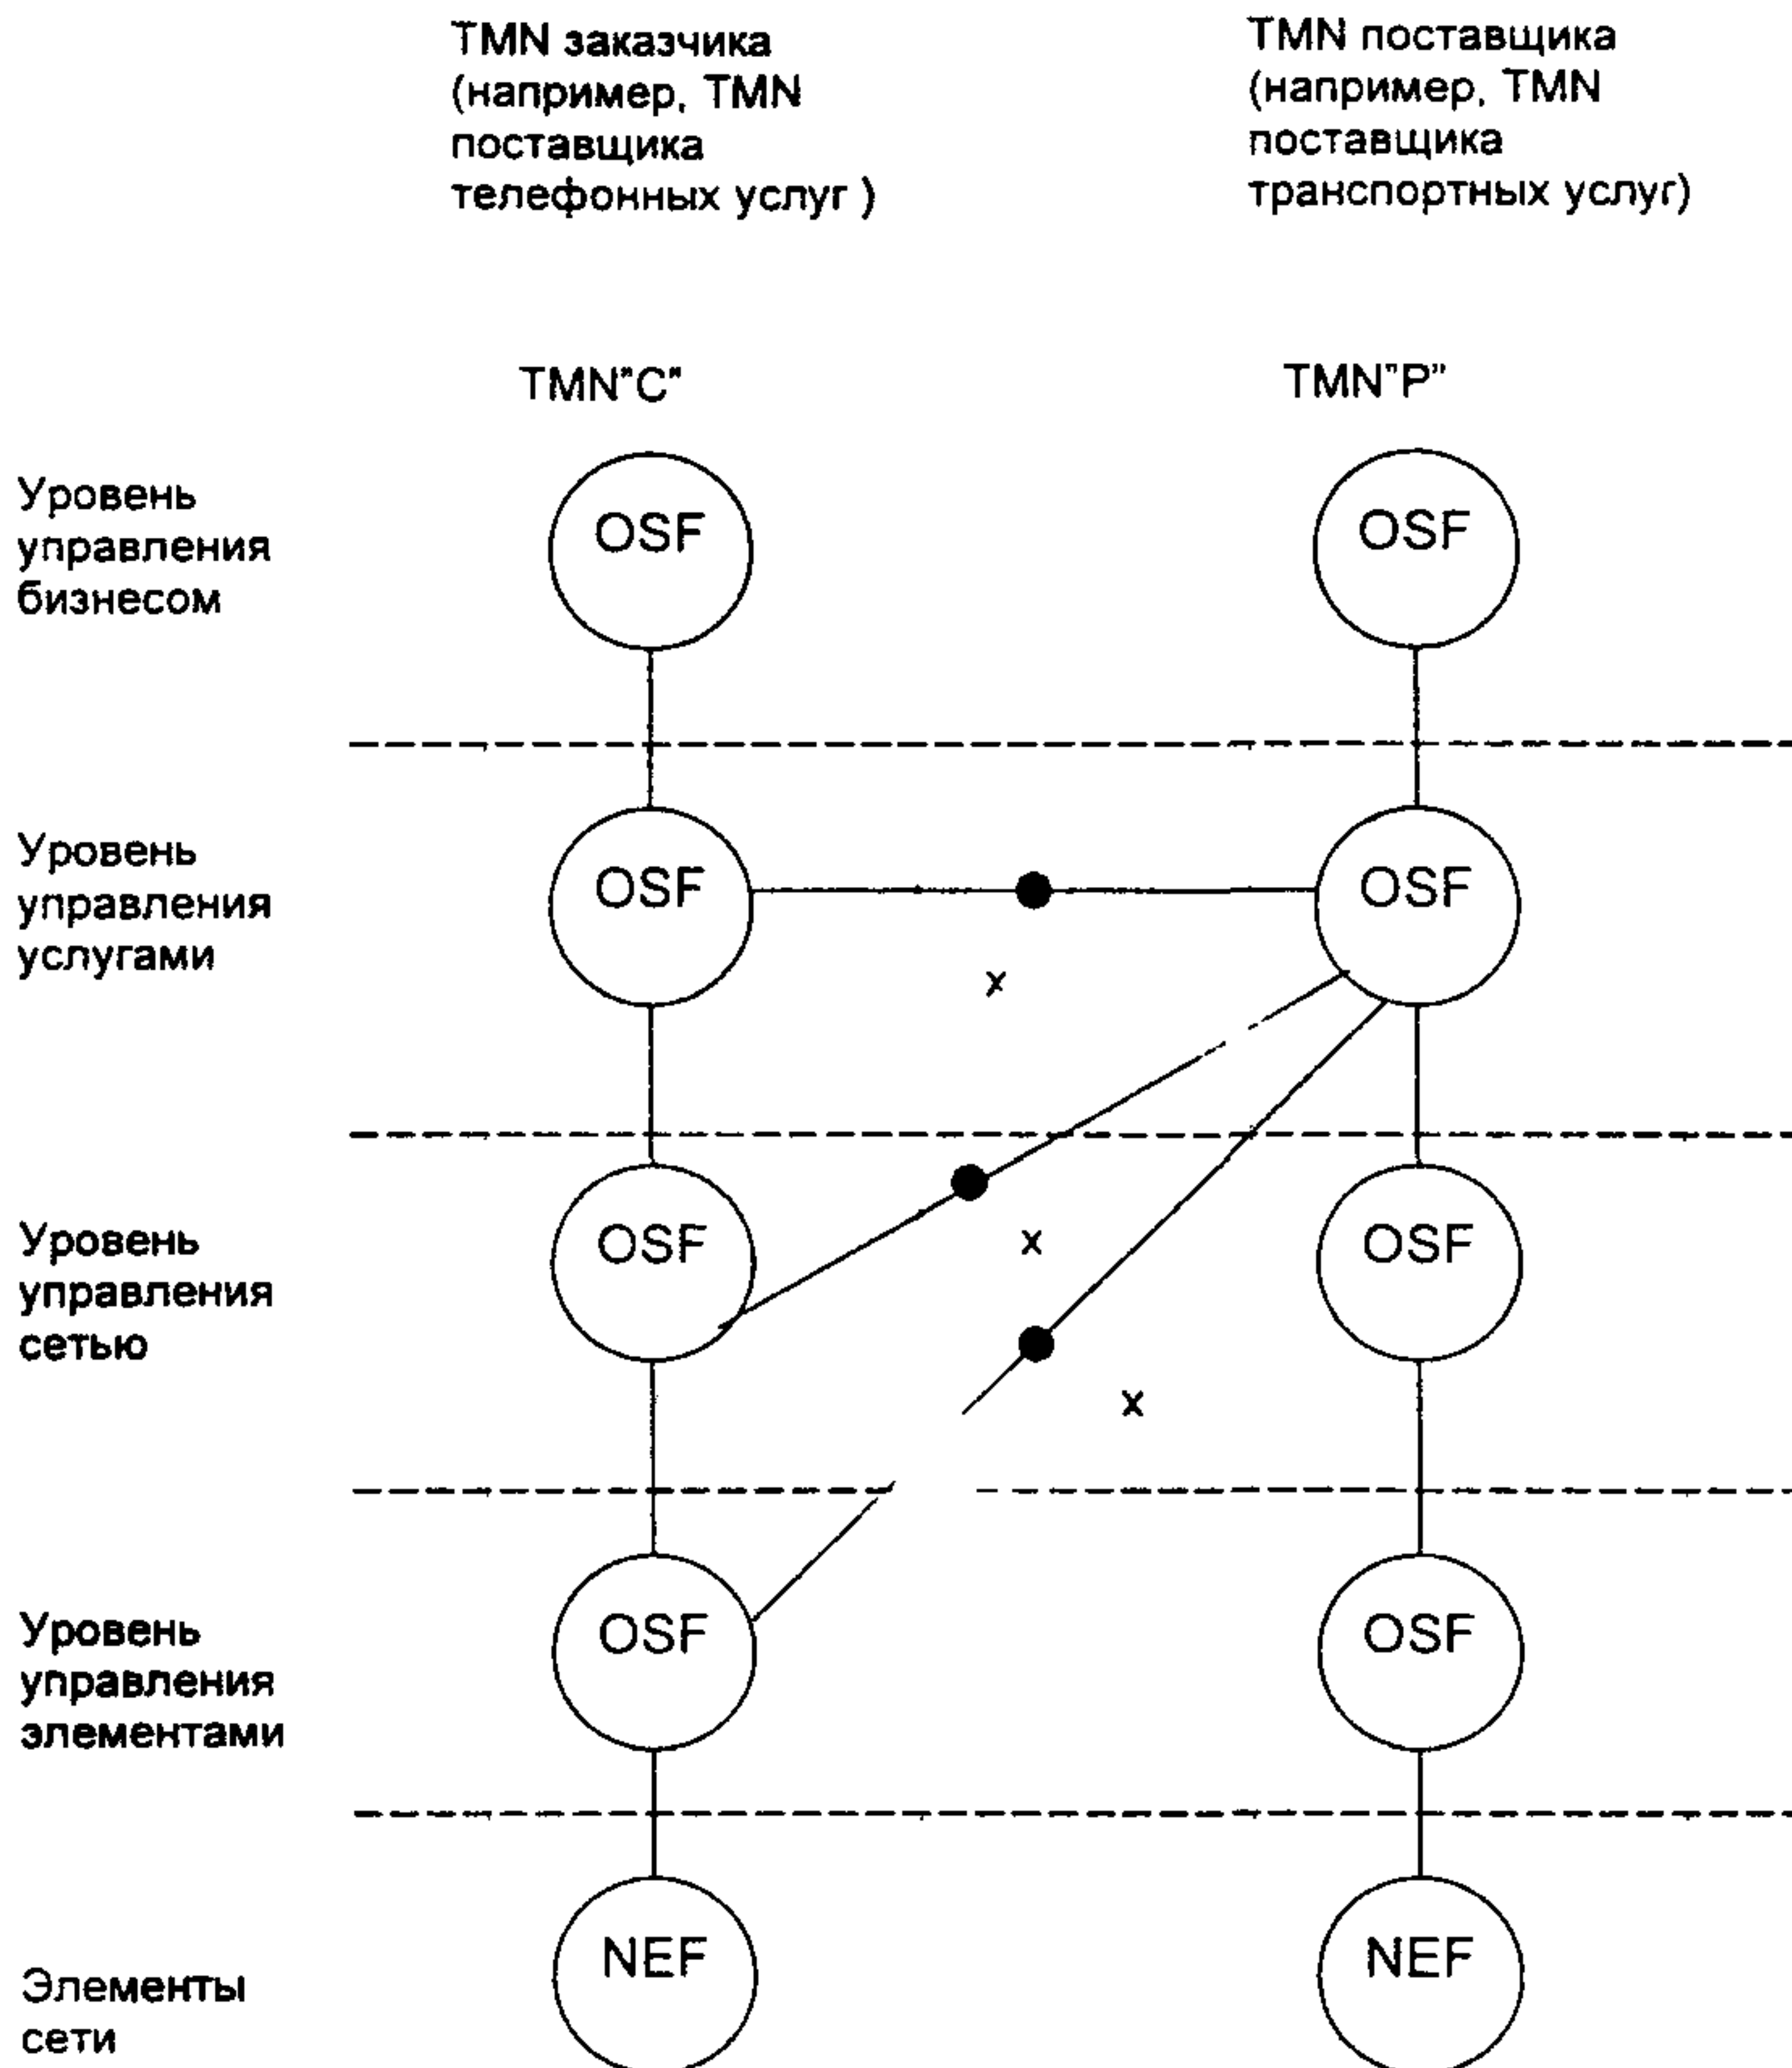 TMN заказчика
(например, TMN
поставщика
телефонных услуг )
TMN поставщика
(например, TMN
поставщика
транспортных услуг)
TMN"C"
TMN"P"
Уровень
управления
бизнесом
OSF
OSF
Уровень
управления
услугами
OSF
OSF
x
Уровень
управления
сетью
OSF
OSF
x
x
Уровень
управления
элементами
OSF
OSF
Элементы
сети
NEF
NEF